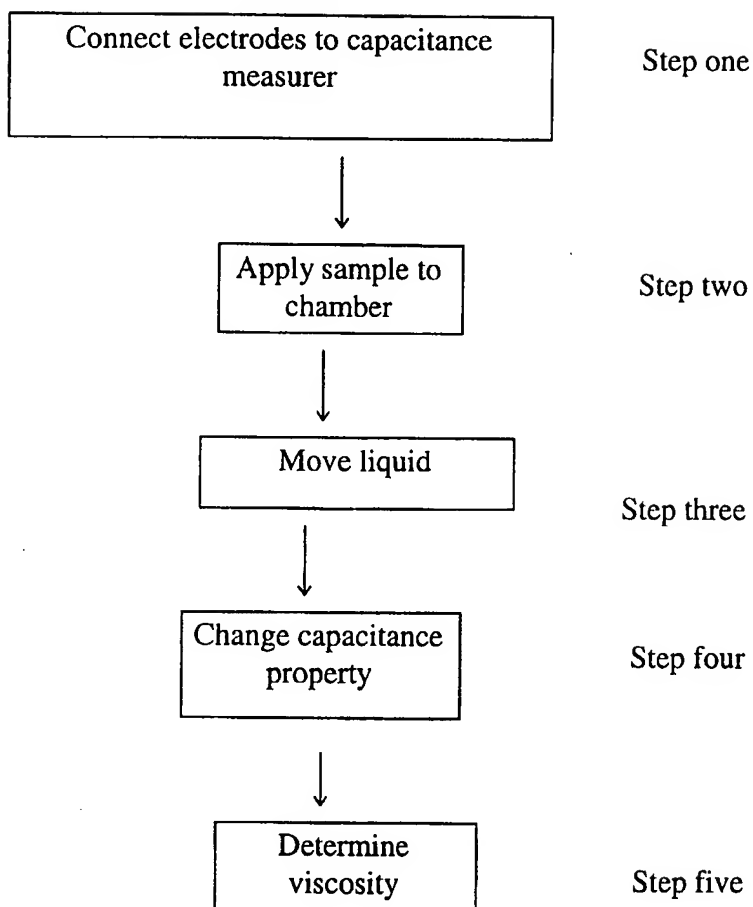 Connect electrodes to capacitance
measurer
Step one
Apply sample to
chamber
Step two
Move liquid
Step three
Change capacitance
property
Step four
Determine
viscosity
Step five